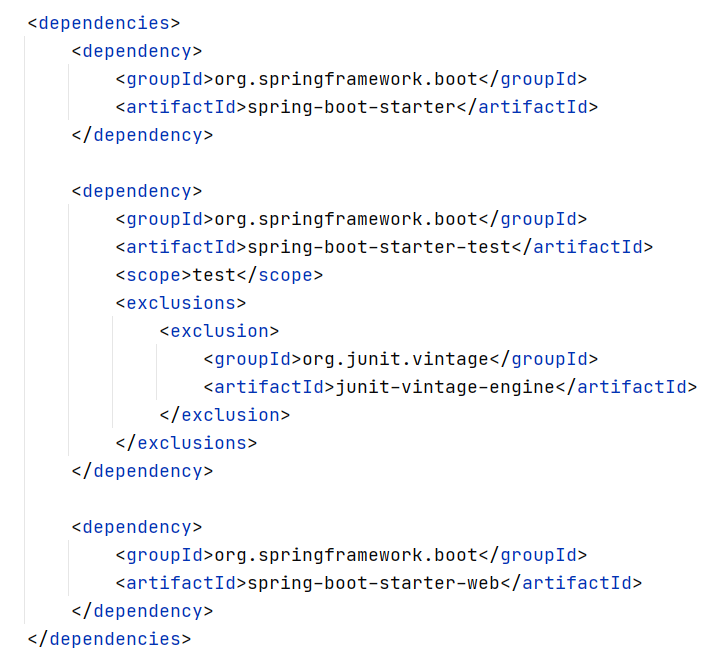 <dependencies>
    <dependency>
        <groupId>org.springframework.boot</groupId>
        <artifactId>spring-boot-starter</artifactId>
    </dependency>

    <dependency>
        <groupId>org.springframework.boot</groupId>
        <artifactId>spring-boot-starter-test</artifactId>
        <scope>test</scope>
        <exclusions>
            <exclusion>
                <groupId>org.junit.vintage</groupId>
                <artifactId>junit-vintage-engine</artifactId>
            </exclusion>
        </exclusions>
    </dependency>

    <dependency>
        <groupId>org.springframework.boot</groupId>
        <artifactId>spring-boot-starter-web</artifactId>
    </dependency>
</dependencies>